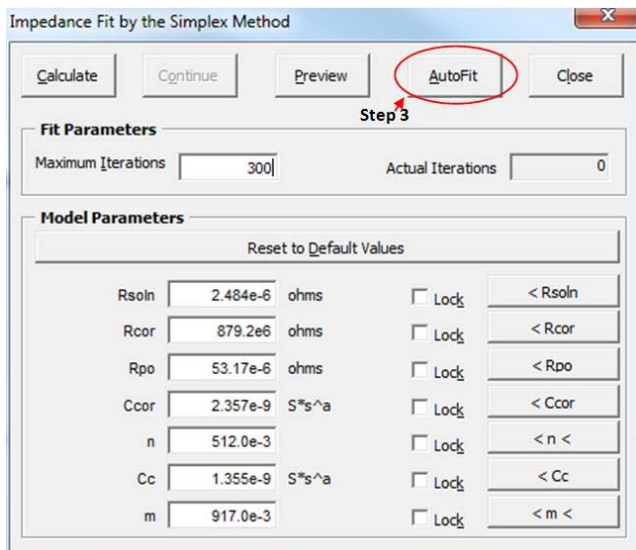 Impedance Fit by the Simplex Method
Calculate Continue Preview AutoFit Close
Step 3
Fit Parameters
Maximum Iterations 300 Actual Iterations 0
Model Parameters
Reset to Default Values
Rsoln 2.484e-6 ohms Lock < Rsoln
Rcor 879.2e6 ohms Lock < Rcor
Rpo 53.17e-6 ohms Lock < Rpo
Ccor 2.357e-9 S*s^a Lock < Ccor
n 512.0e-3 Lock < n <
Cc 1.355e-9 S*s^a Lock < Cc
m 917.0e-3 Lock < m <